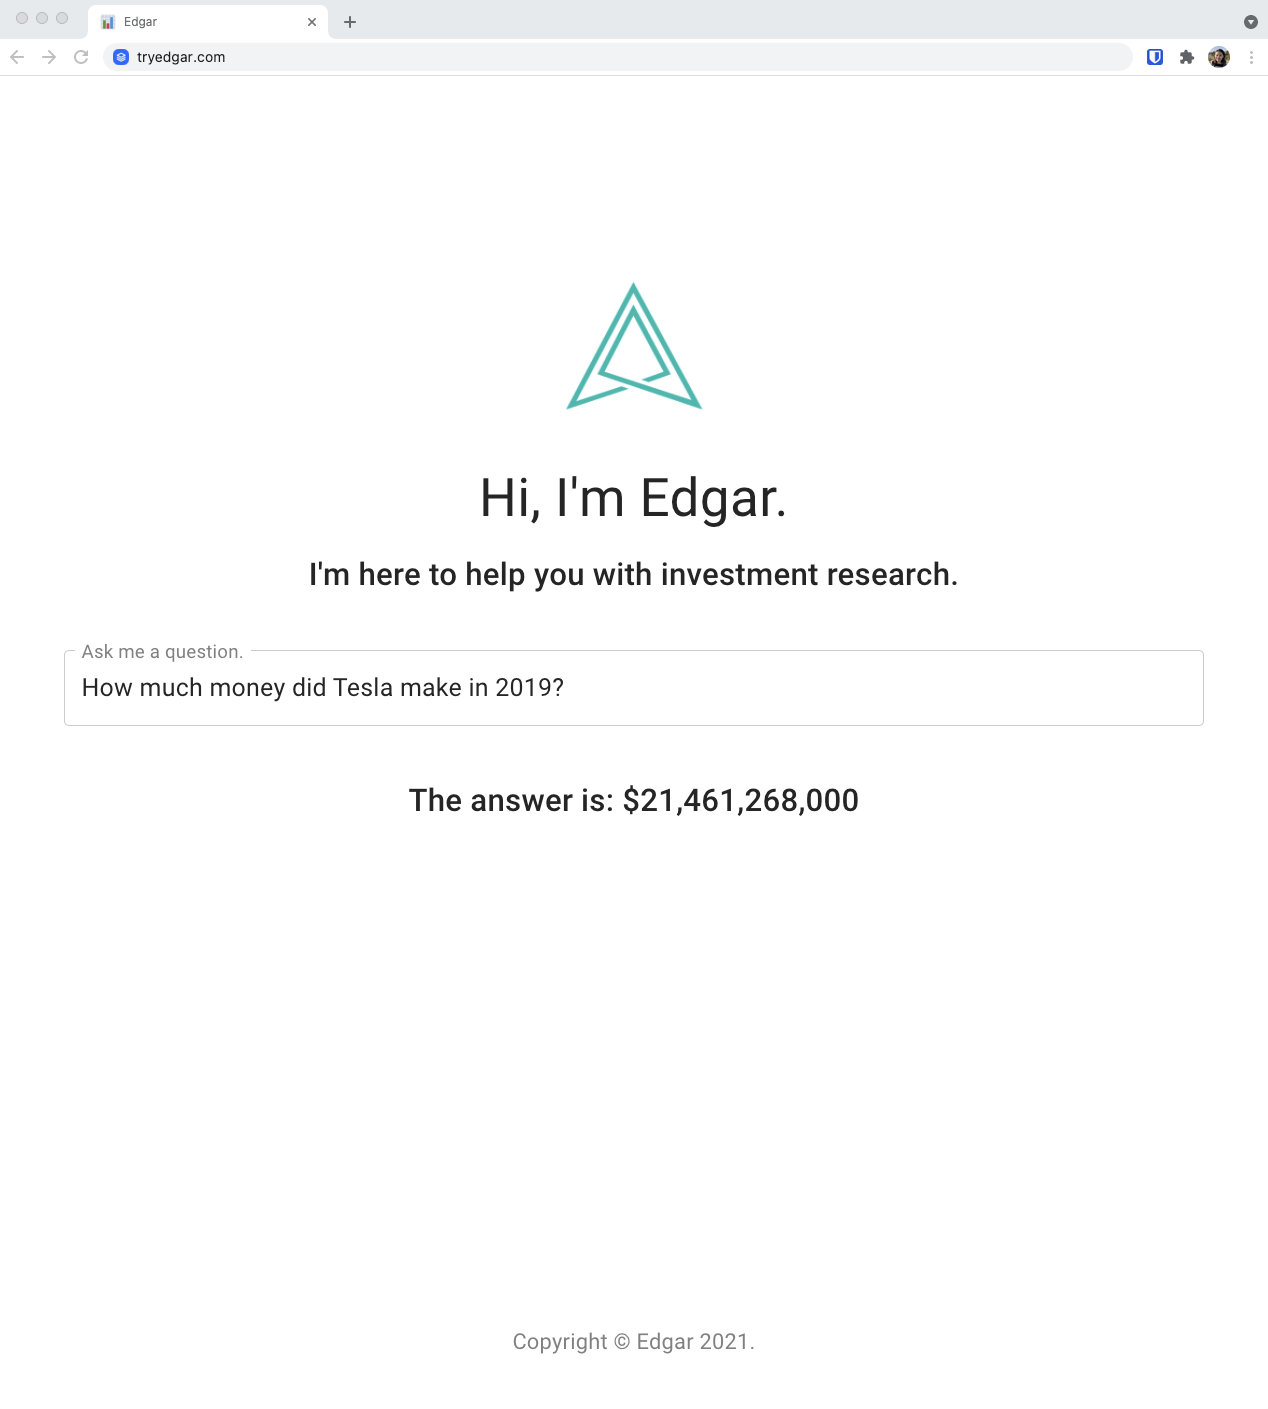 Edgar
tryedgar.com
Hi, I'm Edgar.
I'm here to help you with investment research.
Ask me a question.
How much money did Tesla make in 2019?
The answer is: $21,461,268,000
Copyright © Edgar 2021.